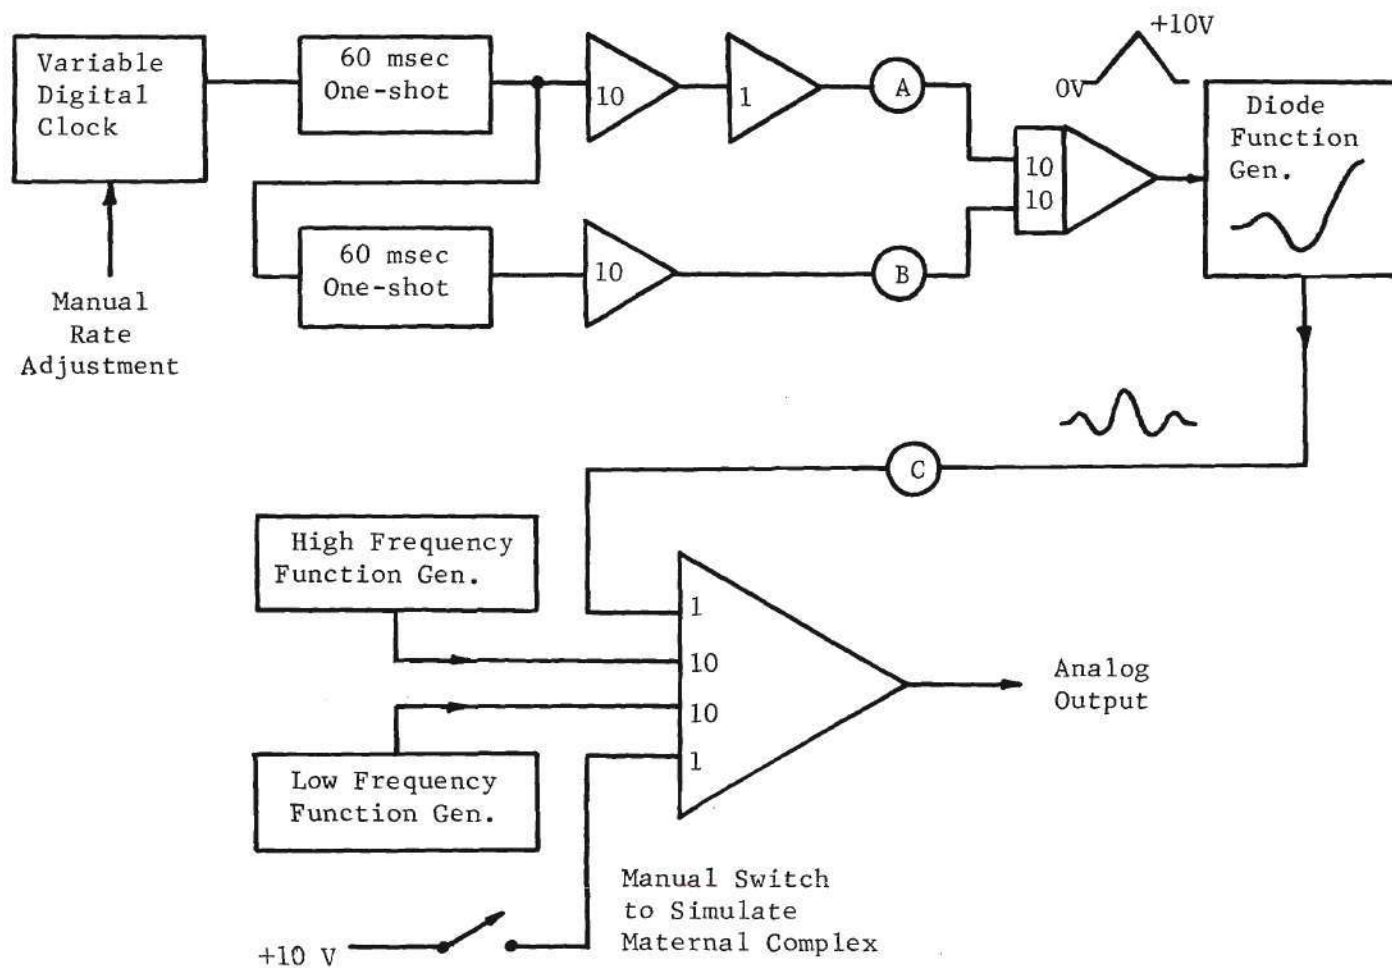 Variable
Digital
Clock
60 msec
One-shot
10
1
A
+10V
0V
Diode
Function
Gen.
10
10
Manual
Rate
Adjustment
60 msec
One-shot
10
B
C
High Frequency
Function Gen.
1
10
10
1
Analog
Output
Low Frequency
Function Gen.
Manual Switch
to Simulate
Maternal Complex
+10 V